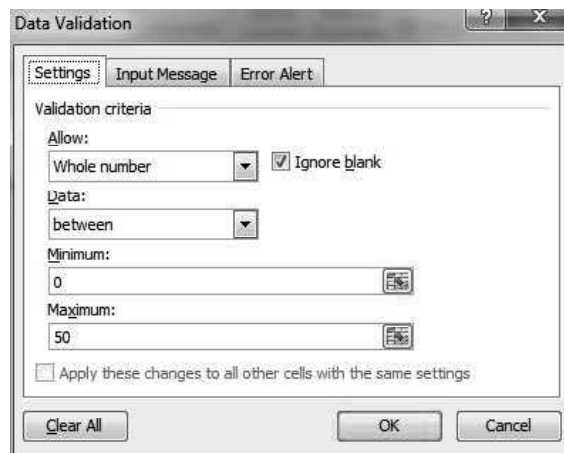 Data Validation
Settings Input Message Error Alert
Validation criteria
Allow:
Whole number Ignore blank
Data:
between
Minimum:
0
Maximum:
50
Apply these changes to all other cells with the same settings
Clear All OK Cancel